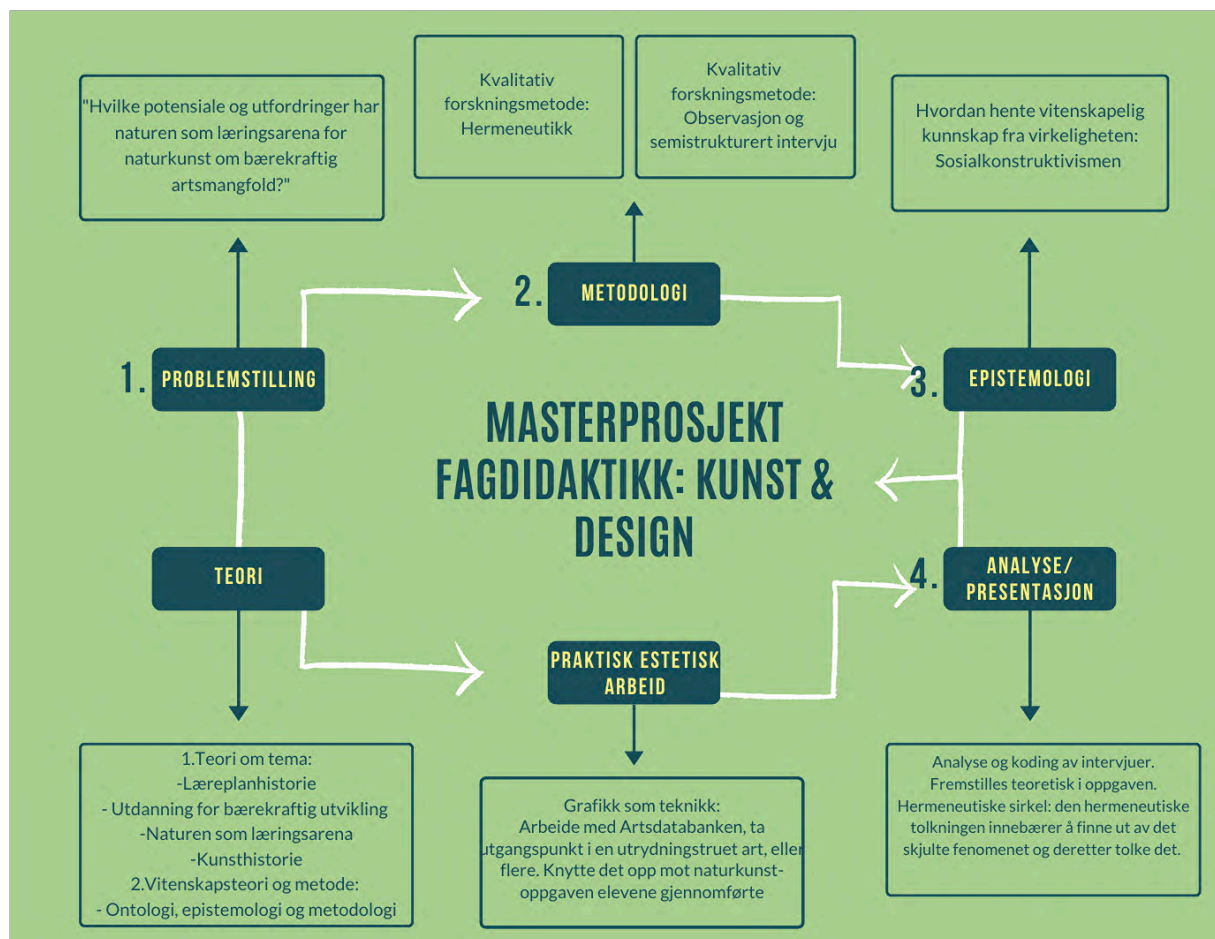 "Hvilke potensiale og utfordringer har
naturen som læringsarena for
naturkunst om bærekraftig
artsmangfold?"
Kvalitativ
forskningsmetode:
Hermeneutikk
Kvalitativ
forskningsmetode:
Observasjon og
semistrukturert intervju
Hvordan hente vitenskapelig
kunnskap fra virkeligheten:
Sosialkonstruktivismen
1.
PROBLEMSTILLING
2.
METODOLOGI
3.
EPISTEMOLOGI
MASTERPROSJEKT
FAGDIDAKTIKK: KUNST &
DESIGN
TEORI
PRAKTISK ESTETISK
ARBEID
4.
ANALYSE/
PRESENTASJON
1.Teori om tema:
-Læreplanhistorie
- Utdanning for bærekraftig utvikling
-Naturen som læringsarena
-Kunsthistorie
2.Vitenskapsteori og metode:
- Ontologi, epistemologi og metodologi
Grafikk som teknikk:
Arbeide med Artsdatabanken, ta
utgangspunkt i en utrydningstruet art, eller
flere. Knytte det opp mot naturkunst-
oppgaven elevene gjennomførte
Analyse og koding av intervjuer.
Fremstilles teoretisk i oppgaven.
Hermeneutiske sirkel: den hermeneutiske
tolkningen innebærer å finne ut av det
skjulte fenomenet og deretter tolke det.